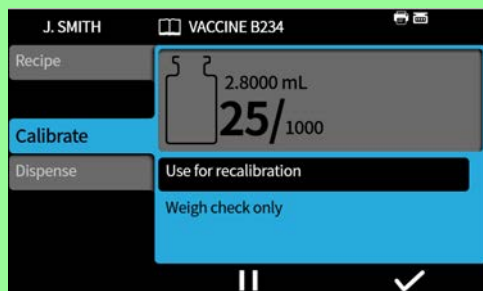 J. SMITH VACCINE B234
Recipe
2.8000 mL
25/1000
Calibrate
Dispense
Use for recalibration
Weigh check only